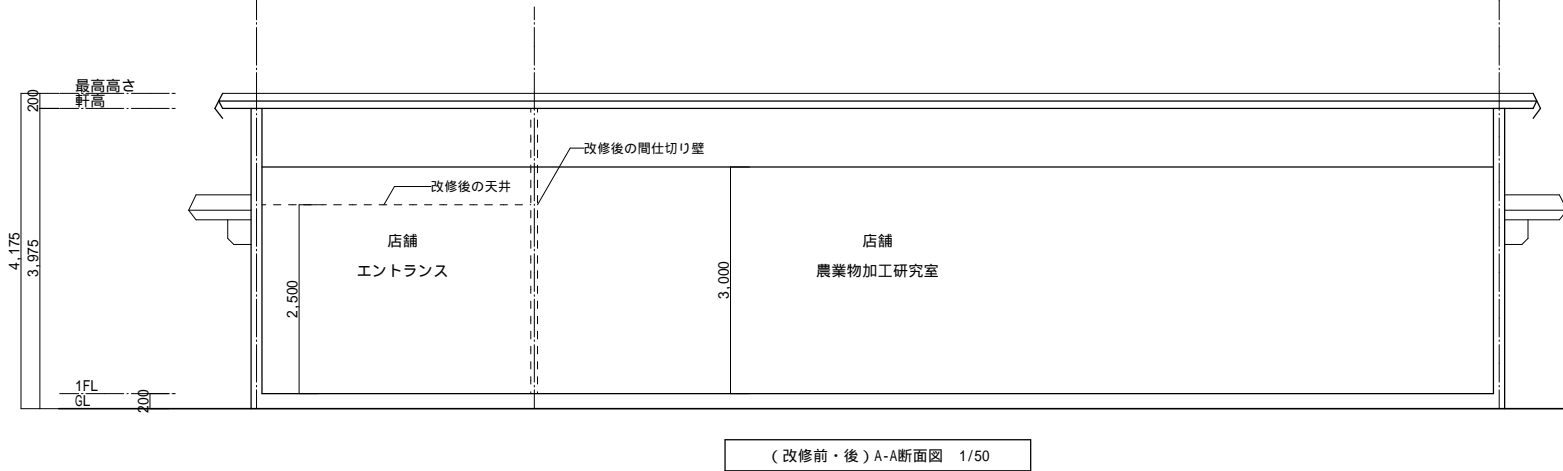 最高高さ
200
軒高
改修後の間仕切り壁
改修後の天井
4,175
3,975
店舗
エントランス
店舗
農業物加工研究室
2,500
3,000
1FL
GL
200
(改修前・後)A-A断面図 1/50